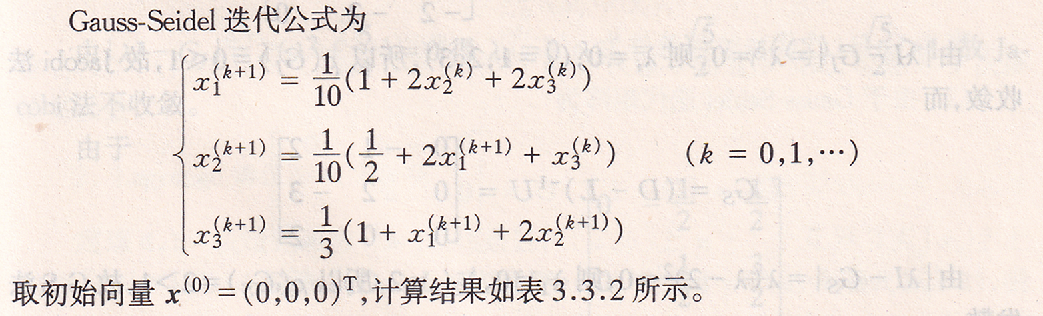 Gauss-Seidel 迭代公式为
x₁^(k+1) = 1/10 (1 + 2x₂^(k) + 2x₃^(k))
x₂^(k+1) = 1/10 (1/2 + 2x₁^(k+1) + x₃^(k)) (k = 0,1,⋯)
x₃^(k+1) = 1/3 (1 + x₁^(k+1) + 2x₂^(k+1))
取初始向量 x^(0) = (0,0,0)^T,计算结果如表 3.3.2 所示。